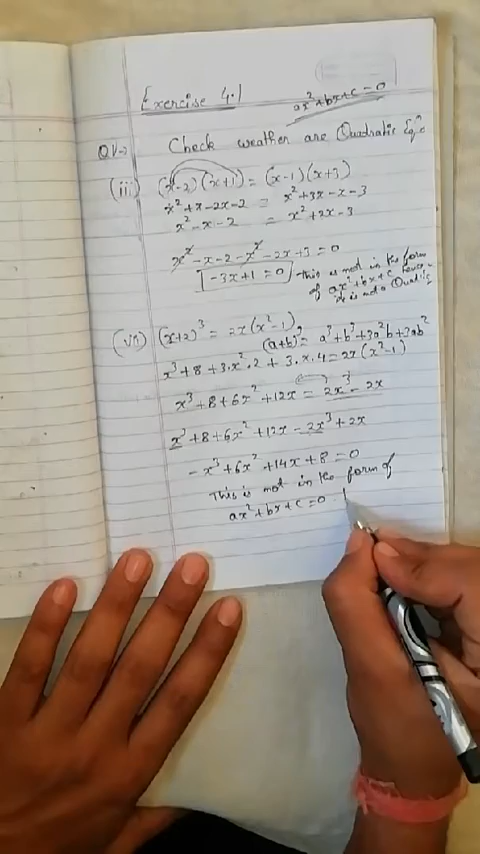 Exercise 4.1
ax²+bx+c=0
QN→ Check weather are Quadratic Eqⁿ
(iii) (x-2)(x+1) = (x-1)(x+3)
x²+x-2x-2 = x²+3x-x-3
x²-x-2 = x²+2x-3
x²-x-2-x²-2x+3=0
-3x+1=0 This is not in the form
of ax²+bx+c hence
it is not a Quadratic
(vii) (x+2)³ = 2x(x²-1),
(a+b)³= a³+b³+3a²b+3ab²
x³+8+3·x²·2+3·x·4=2x(x²-1)
x³+8+6x²+12x=2x³-2x
x³+8+6x²+12x-2x³+2x
-x³+6x²+14x+8=0
This is not in the form of
ax²+bx+c=0